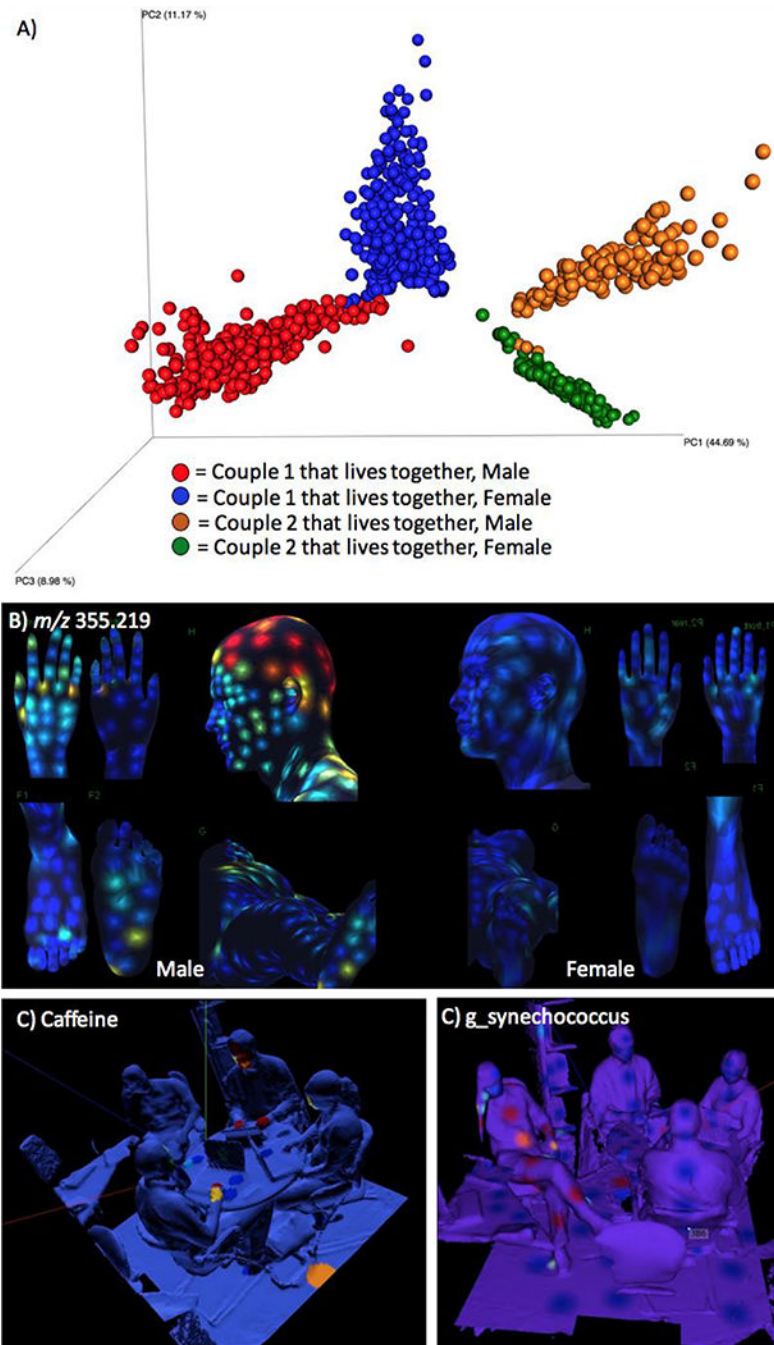 A)
PC2 (11.17 %)
PC1 (44.69 %)
= Couple 1 that lives together, Male
= Couple 1 that lives together, Female
= Couple 2 that lives together, Male
= Couple 2 that lives together, Female
PC3 (8.98 %)
B) m/z 355.219
H
H
F1
F2
G
G
F2
F1
Male
Female
C) Caffeine
C) g_synechococcus